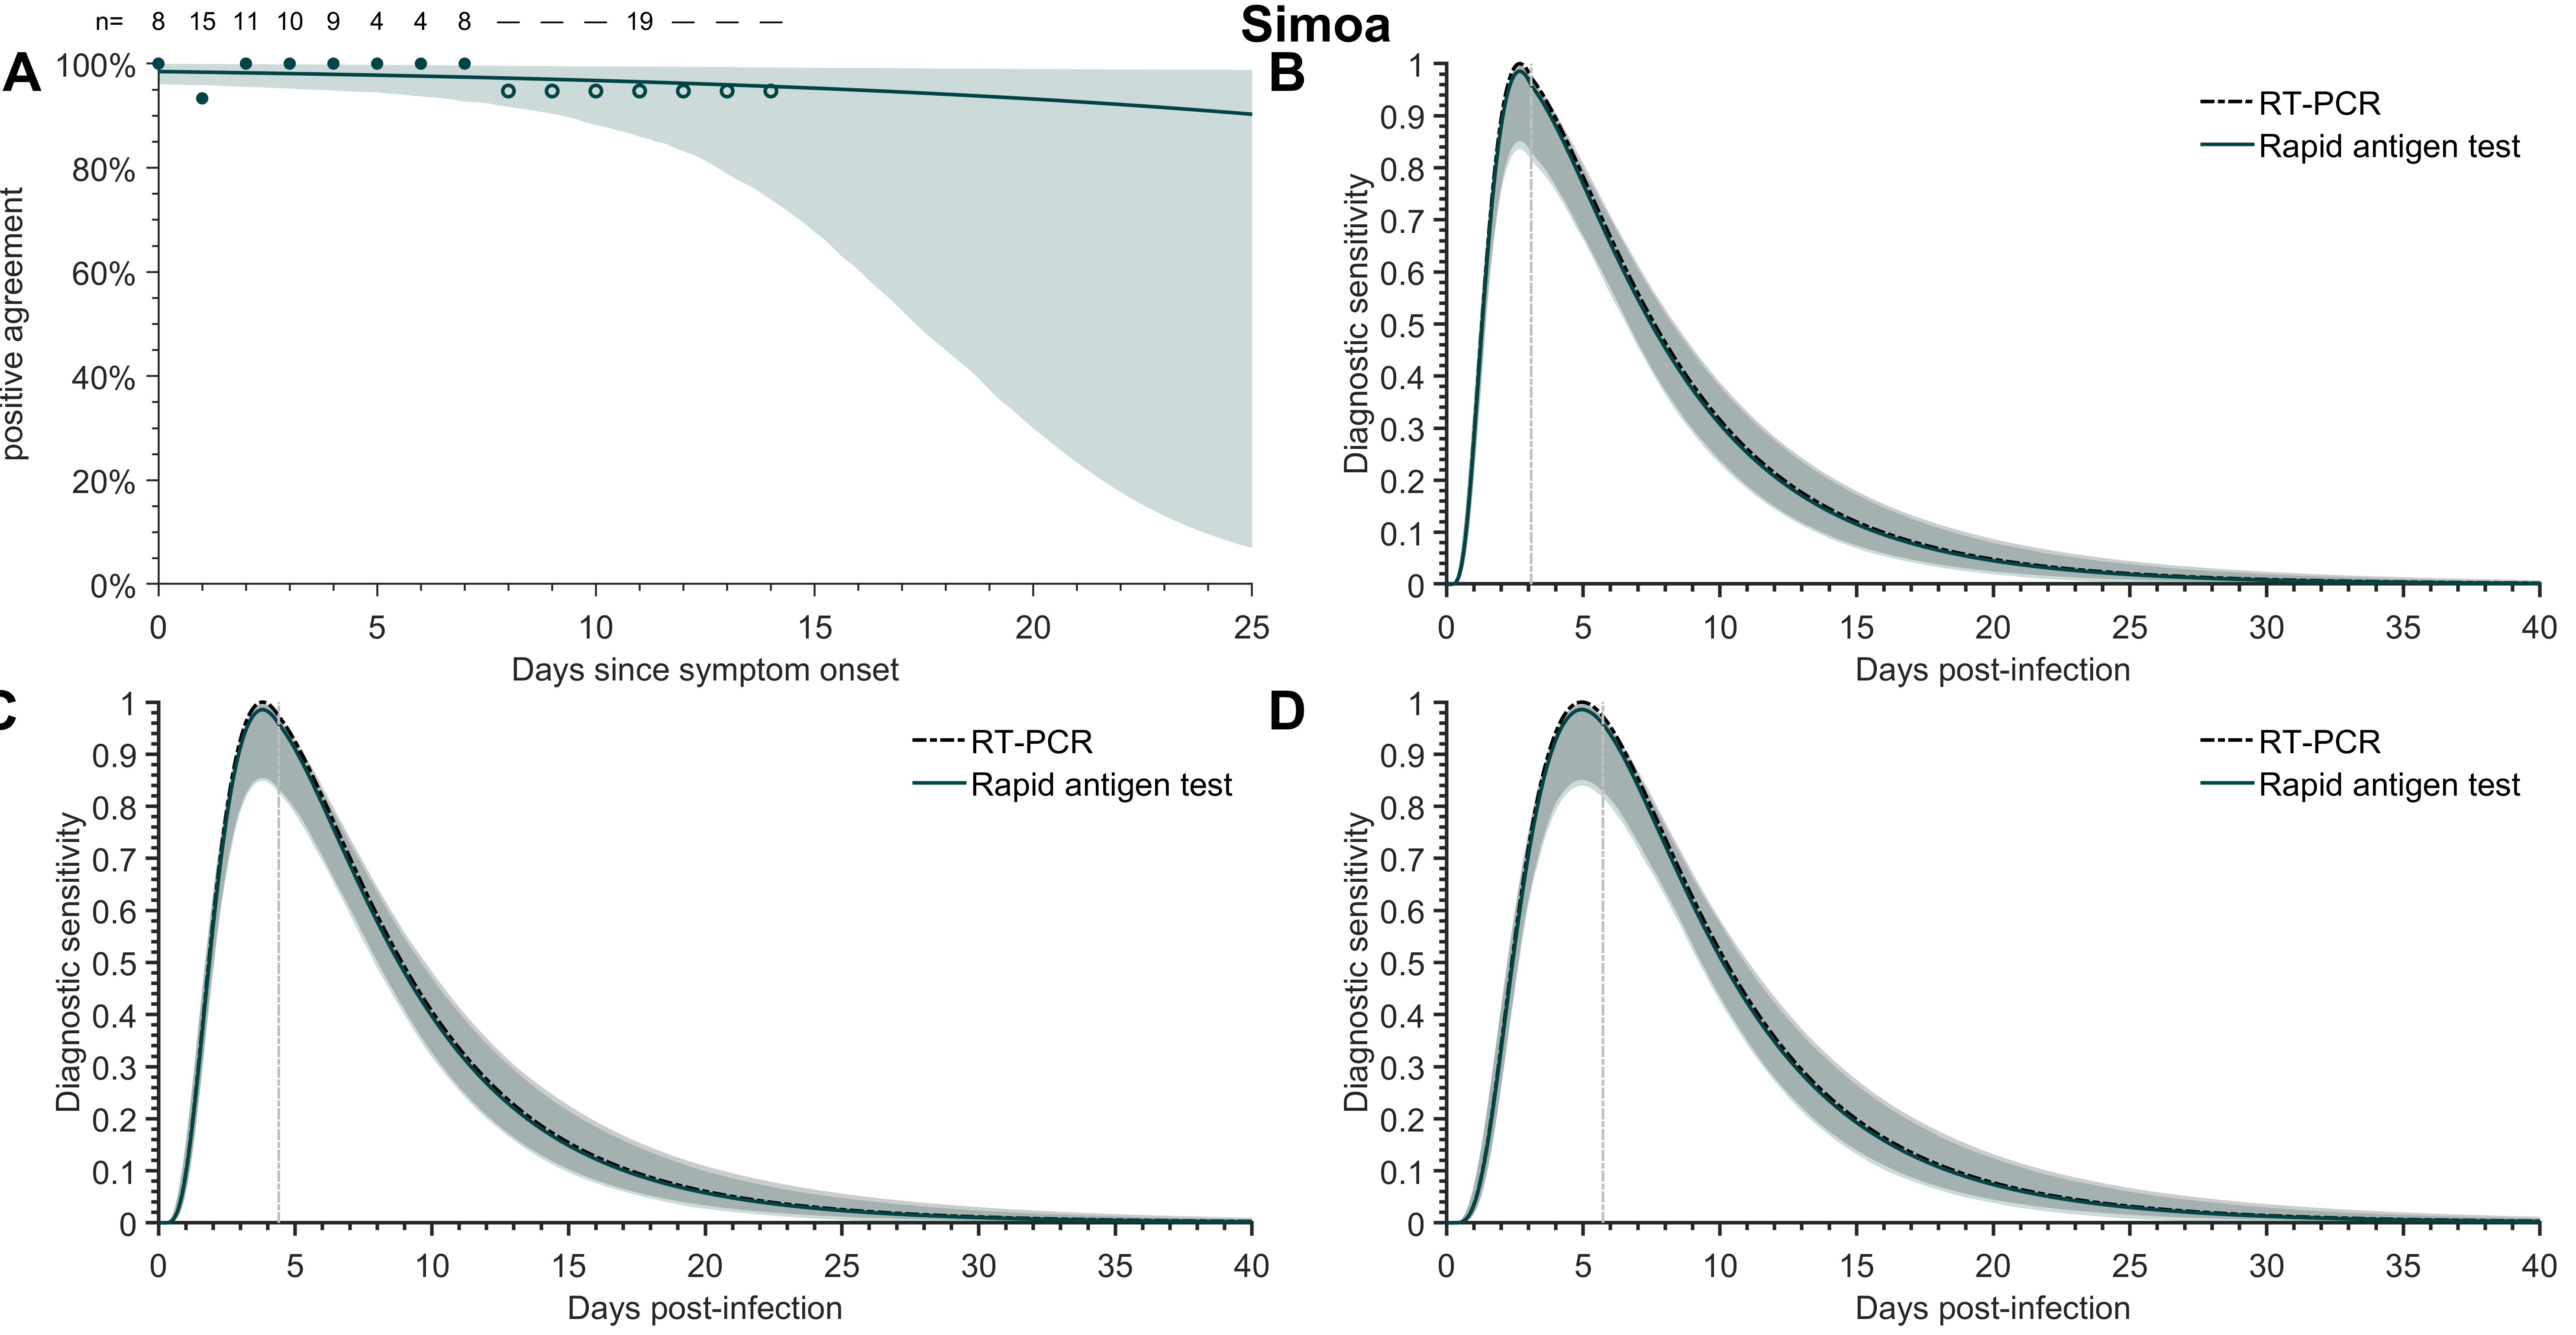 Simoa
n= 8 15 11 10 9 4 4 8 — — — 19 — — —
A
100%
80%
60%
40%
20%
0%
positive agreement
0 5 10 15 20 25
Days since symptom onset
B
1
0.9
0.8
0.7
0.6
0.5
0.4
0.3
0.2
0.1
0
Diagnostic sensitivity
RT-PCR
Rapid antigen test
0 5 10 15 20 25 30 35 40
Days post-infection
C
1
0.9
0.8
0.7
0.6
0.5
0.4
0.3
0.2
0.1
0
Diagnostic sensitivity
RT-PCR
Rapid antigen test
0 5 10 15 20 25 30 35 40
Days post-infection
D
1
0.9
0.8
0.7
0.6
0.5
0.4
0.3
0.2
0.1
0
Diagnostic sensitivity
RT-PCR
Rapid antigen test
0 5 10 15 20 25 30 35 40
Days post-infection